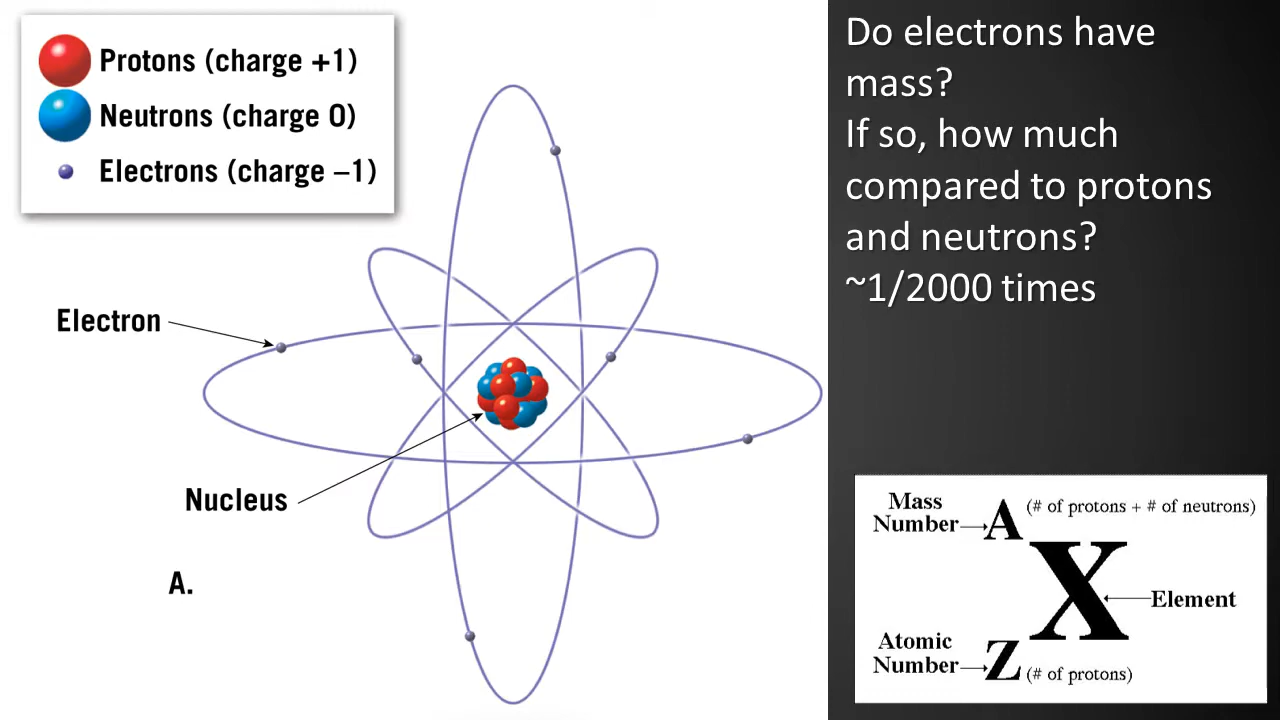 Protons (charge +1)
Neutrons (charge 0)
Electrons (charge –1)
Electron
Nucleus
A.
Do electrons have
mass?
If so, how much
compared to protons
and neutrons?
~1/2000 times
Mass
Number
A
(# of protons + # of neutrons)
X
Element
Atomic
Number
Z
(# of protons)